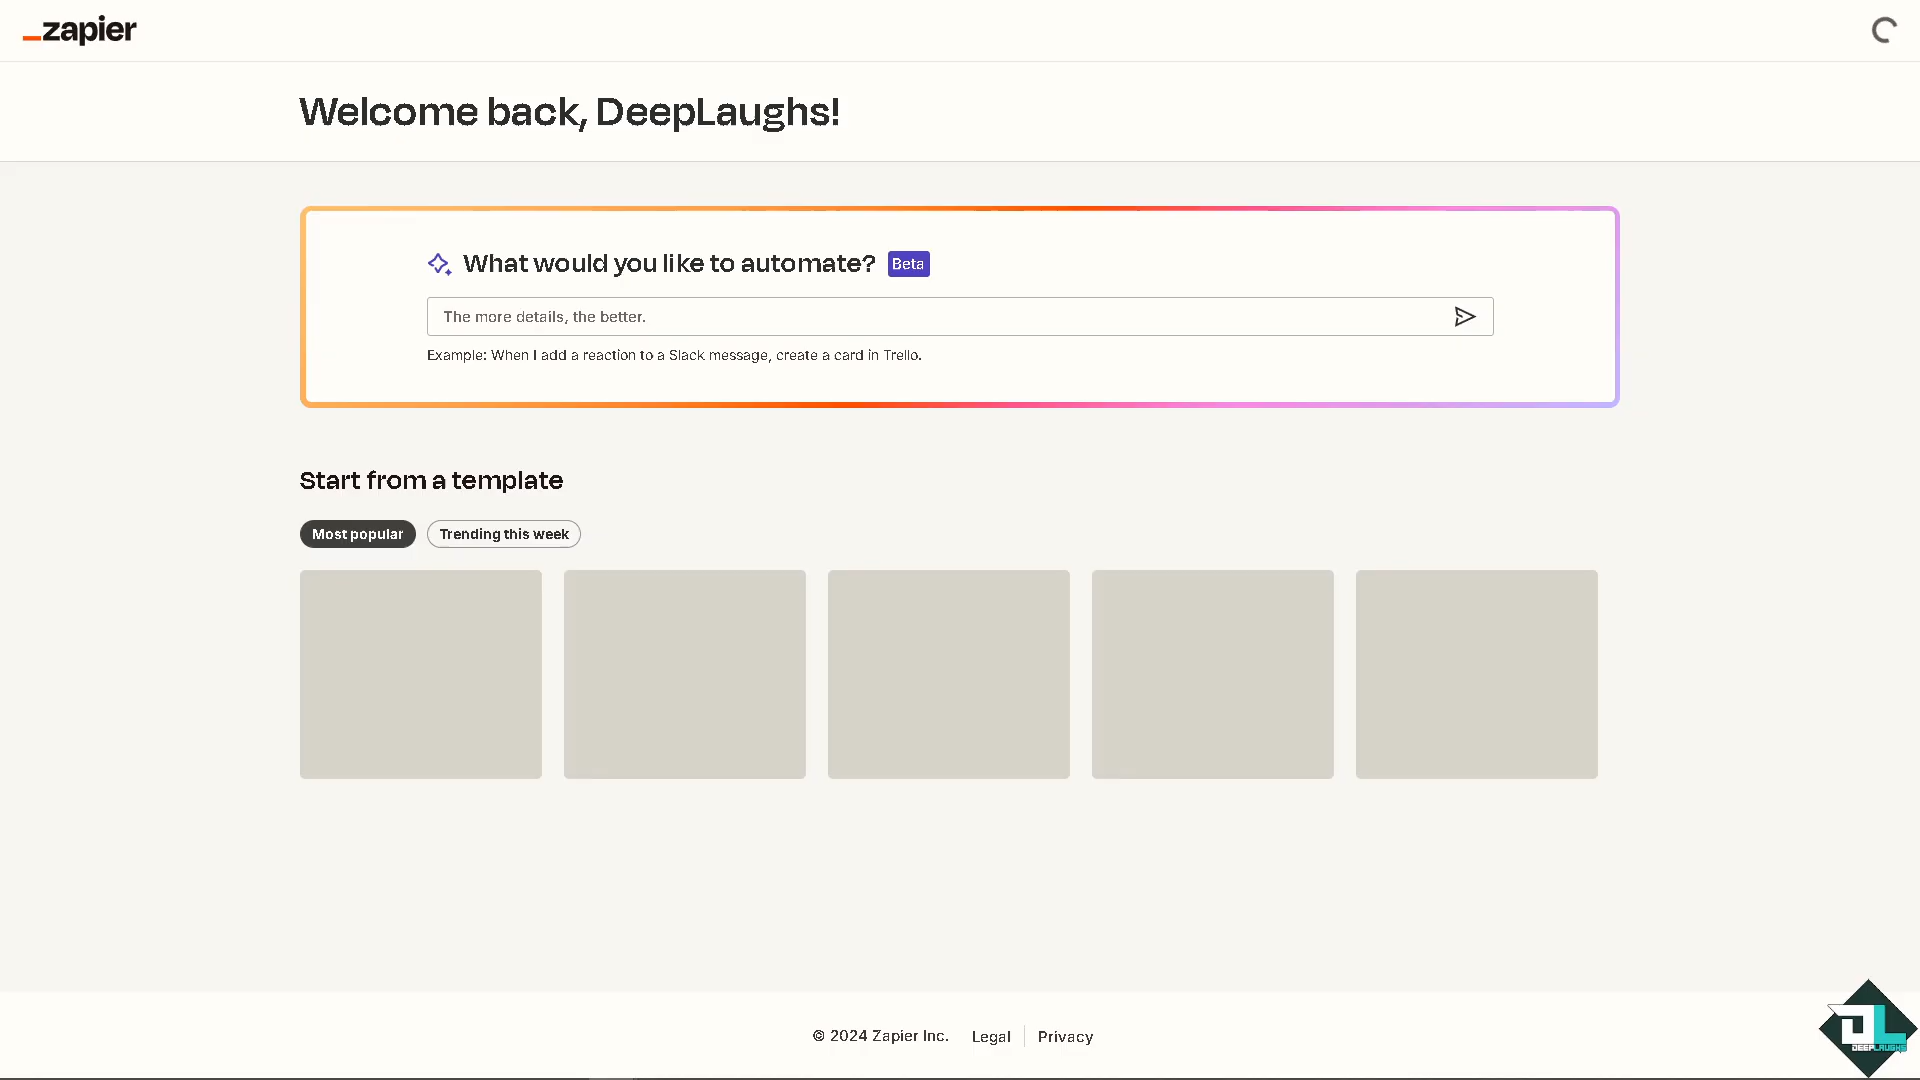 zapier
Welcome back, DeepLaughs!
What would you like to automate? Beta
The more details, the better.
Example: When I add a reaction to a Slack message, create a card in Trello.
Start from a template
Most popular
Trending this week
© 2024 Zapier Inc.
Legal
Privacy
DL
DEEPLAUGHS